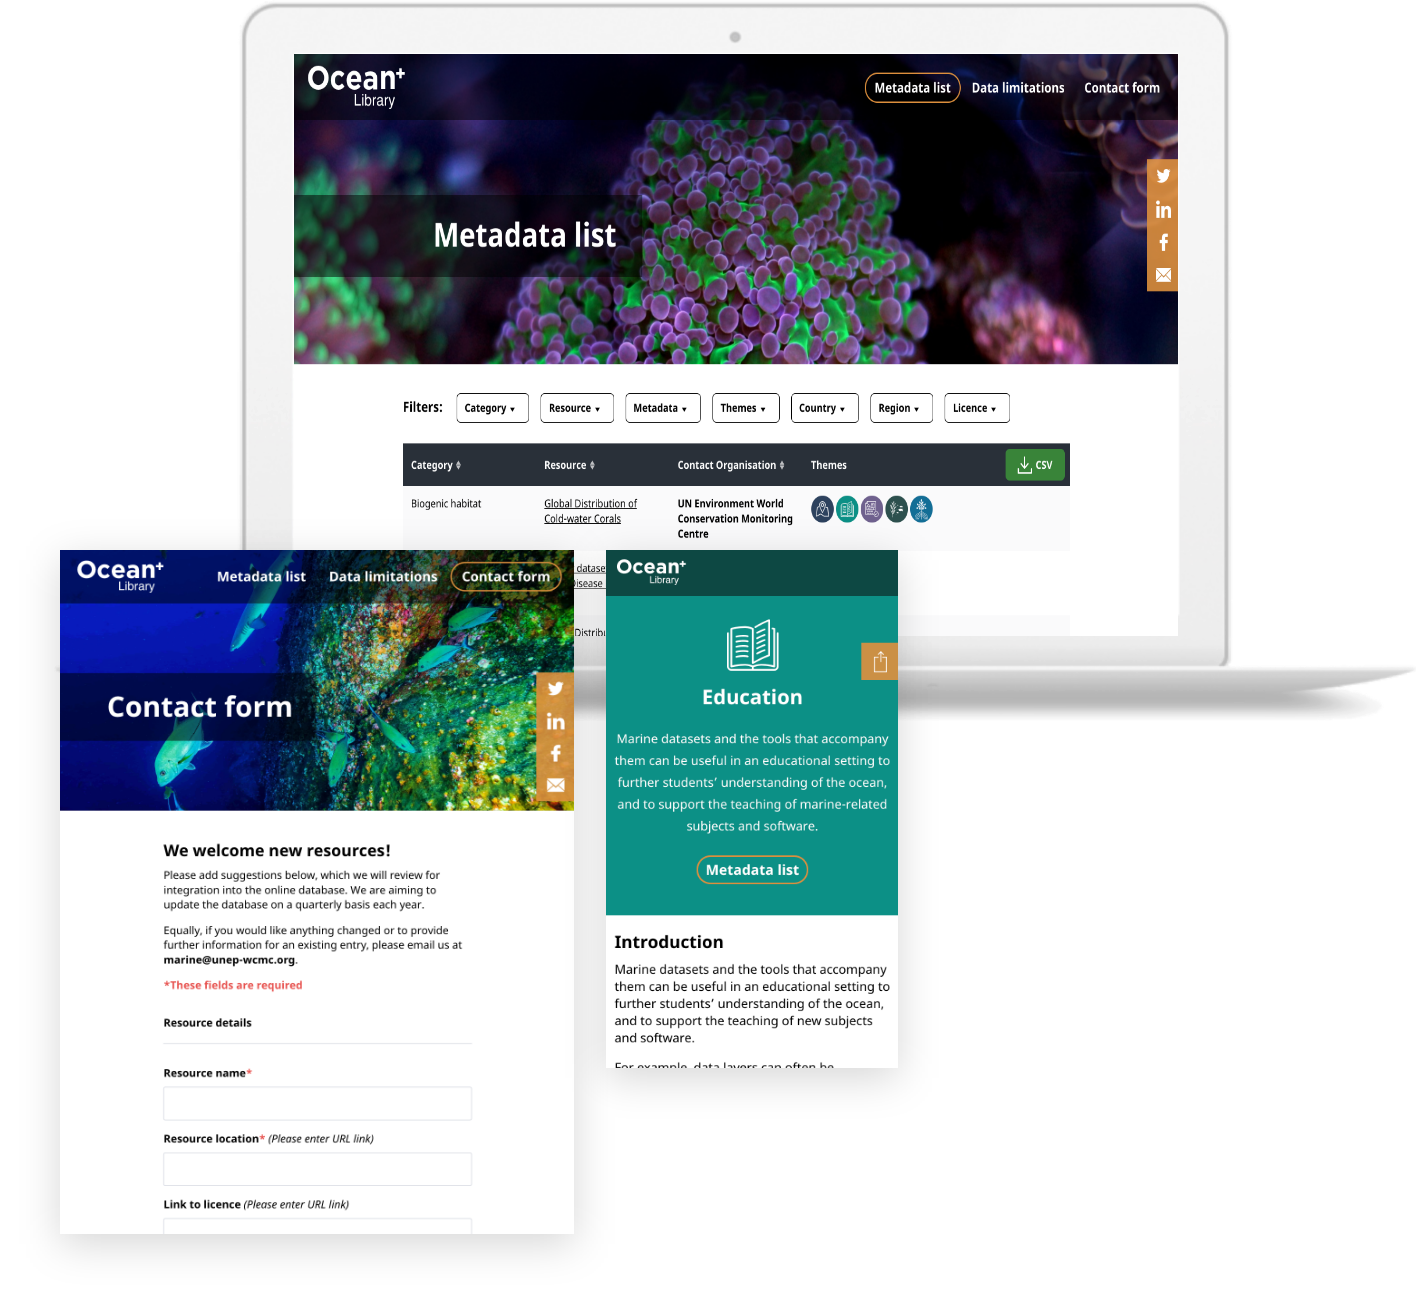 Ocean+
Library
Metadata list
Data limitations
Contact form
Metadata list
Filters:
Category
Resource
Metadata
Themes
Country
Region
Licence
Category
Resource
Contact Organisation
Themes
CSV
Biogenic habitat
Global Distribution of
Cold-water Corals
UN Environment World
Conservation Monitoring
Centre
Disease
Ocean+
Library
Metadata list
Data limitations
Contact form
Contact form
We welcome new resources!
Please add suggestions below, which we will review for
integration into the online database. We are aiming to
update the database on a quarterly basis each year.
Equally, if you would like anything changed or to provide
further information for an existing entry, please email us at
marine@unep-wcmc.org.
*These fields are required
Resource details
Resource name*
Resource location* (Please enter URL link)
Link to licence (Please enter URL link)
Ocean+
Library
Education
Marine datasets and the tools that accompany
them can be useful in an educational setting to
further students’ understanding of the ocean,
and to support the teaching of marine-related
subjects and software.
Metadata list
Introduction
Marine datasets and the tools that accompany
them can be useful in an educational setting to
further students’ understanding of the ocean,
and to support the teaching of new subjects
and software.
For example, data layers can often be